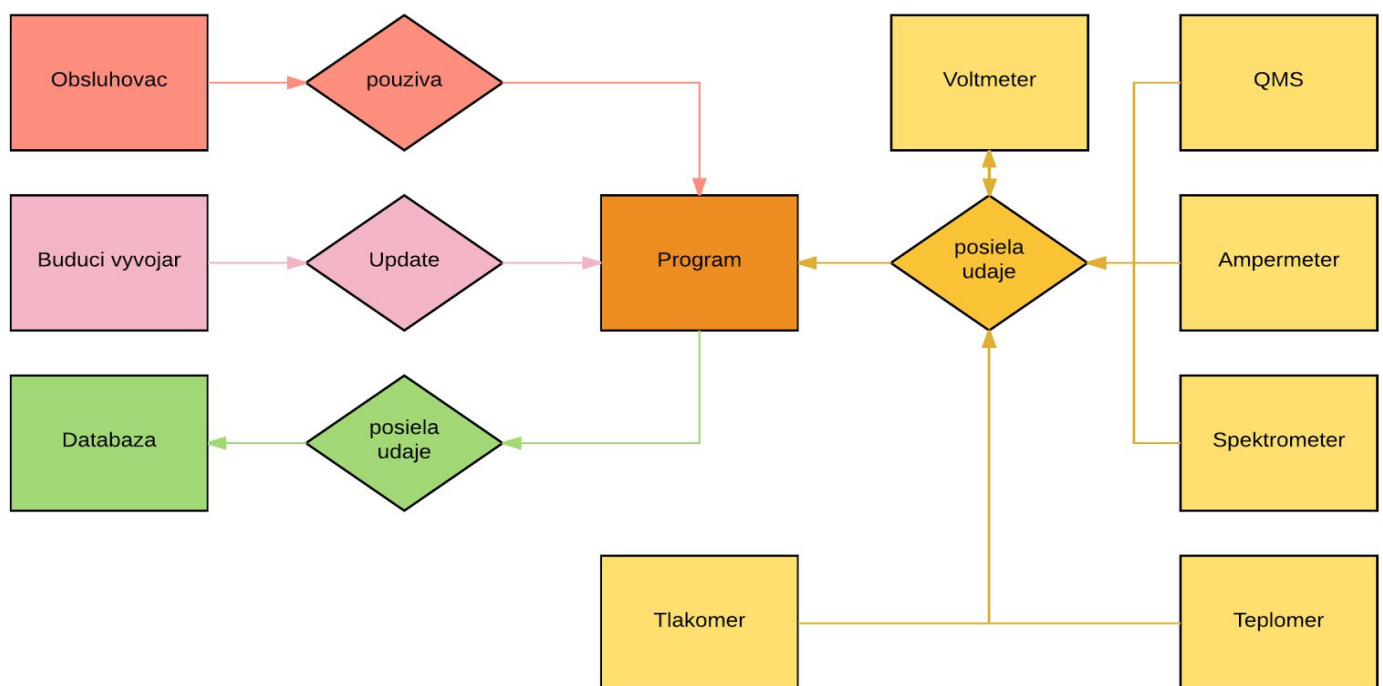 Obsluhovac
pouziva
Voltmeter
QMS
Buduci vyvojar
Update
Program
posiela
udaje
Ampermeter
Databaza
posiela
udaje
Spektrometer
Tlakomer
Teplomer